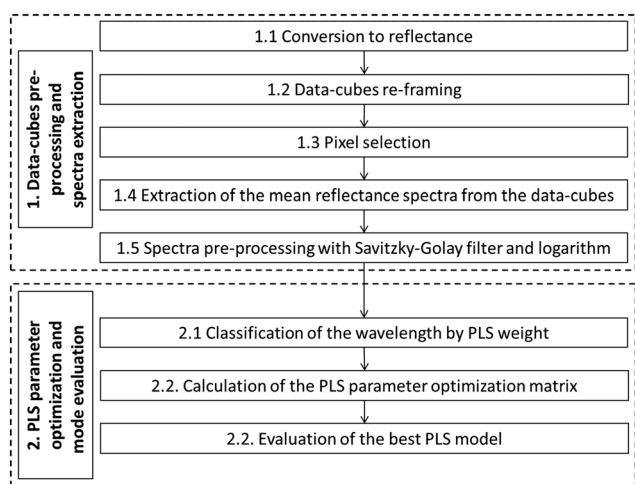 1. Data-cubes pre-
processing and
spectra extraction
1.1 Conversion to reflectance
1.2 Data-cubes re-framing
1.3 Pixel selection
1.4 Extraction of the mean reflectance spectra from the data-cubes
1.5 Spectra pre-processing with Savitzky-Golay filter and logarithm
2. PLS parameter
optimization and
mode evaluation
2.1 Classification of the wavelength by PLS weight
2.2. Calculation of the PLS parameter optimization matrix
2.2. Evaluation of the best PLS model